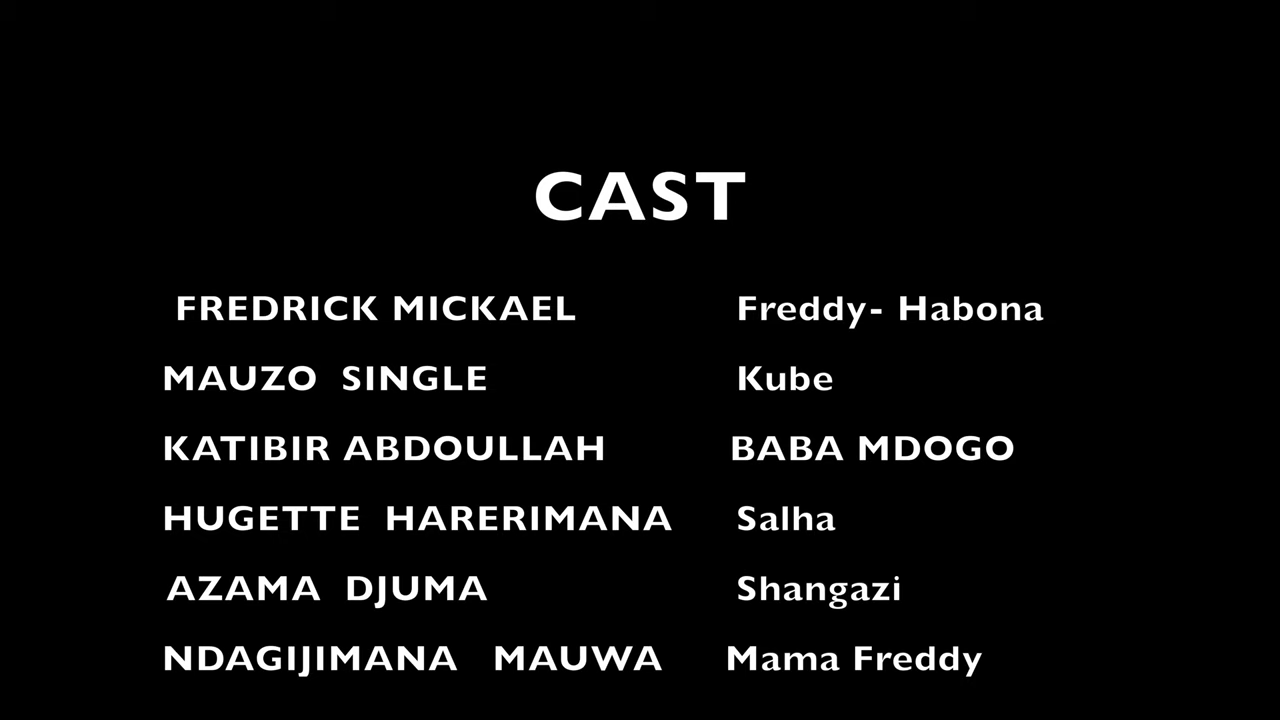 CAST
FREDRICK MICKAEL Freddy- Habona
MAUZO SINGLE Kube
KATIBIR ABDOULLAH BABA MDOGO
HUGETTE HARERIMANA Salha
AZAMA DJUMA Shangazi
NDAGIJIMANA MAUWA Mama Freddy